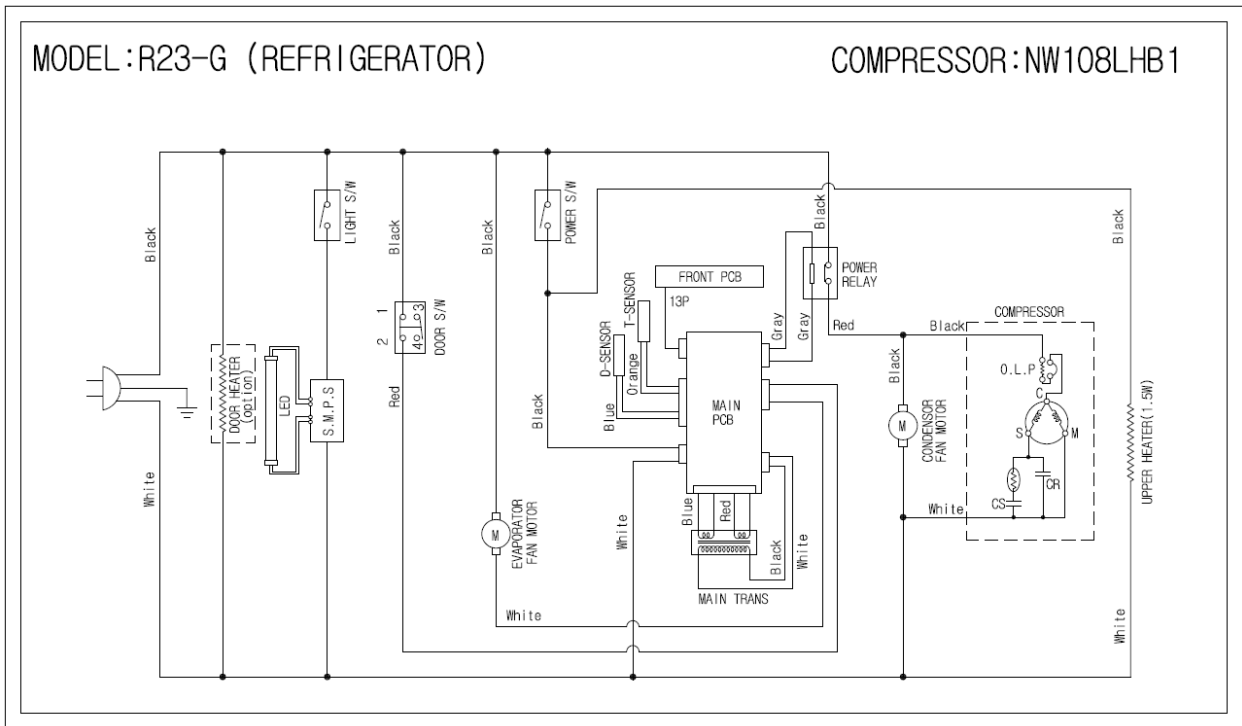 MODEL:R23-G (REFRIGERATOR)
COMPRESSOR:NW108LHB1
Black
White
DOOR HEATER
(option)
LED
LIGHT S/W
S.M.P.S
Black
1
3
2
4
DOOR S/W
Red
Black
M
EVAPORATOR
FAN MOTOR
White
POWER S/W
Black
FRONT PCB
13P
T-SENSOR
D-SENSOR
Orange
Blue
MAIN
PCB
Gray
Gray
Black
POWER
RELAY
Red
White
Blue
Red
Black
White
MAIN TRANS
Black
M
CONDENSOR
FAN MOTOR
Black
COMPRESSOR
O.L.P
C
S
M
CS
CR
White
Black
UPPER HEATER(1.5W)
White